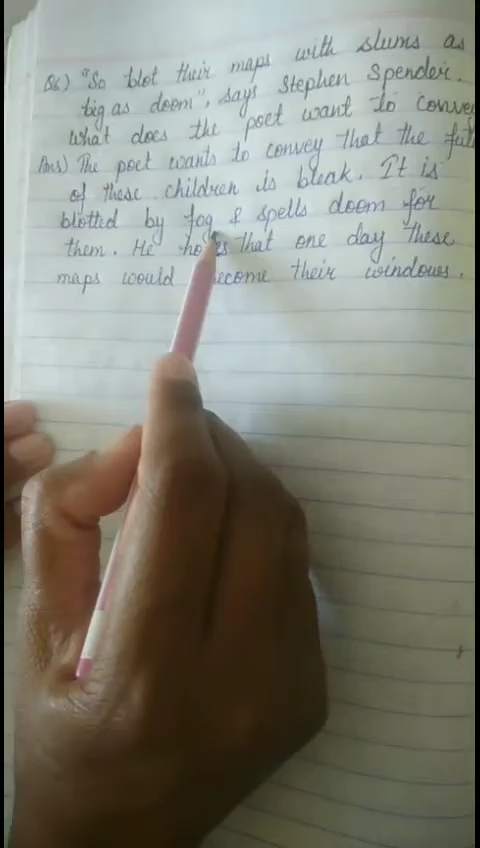 Q6) "So blot their maps with slums as
big as doom", says Stephen Spender.
what does the poet want to convey
Ans) The poet wants to convey that the fut
of these children is bleak. It is
blotted by fog & spells doom for
them. He hopes that one day these
maps would become their windows.